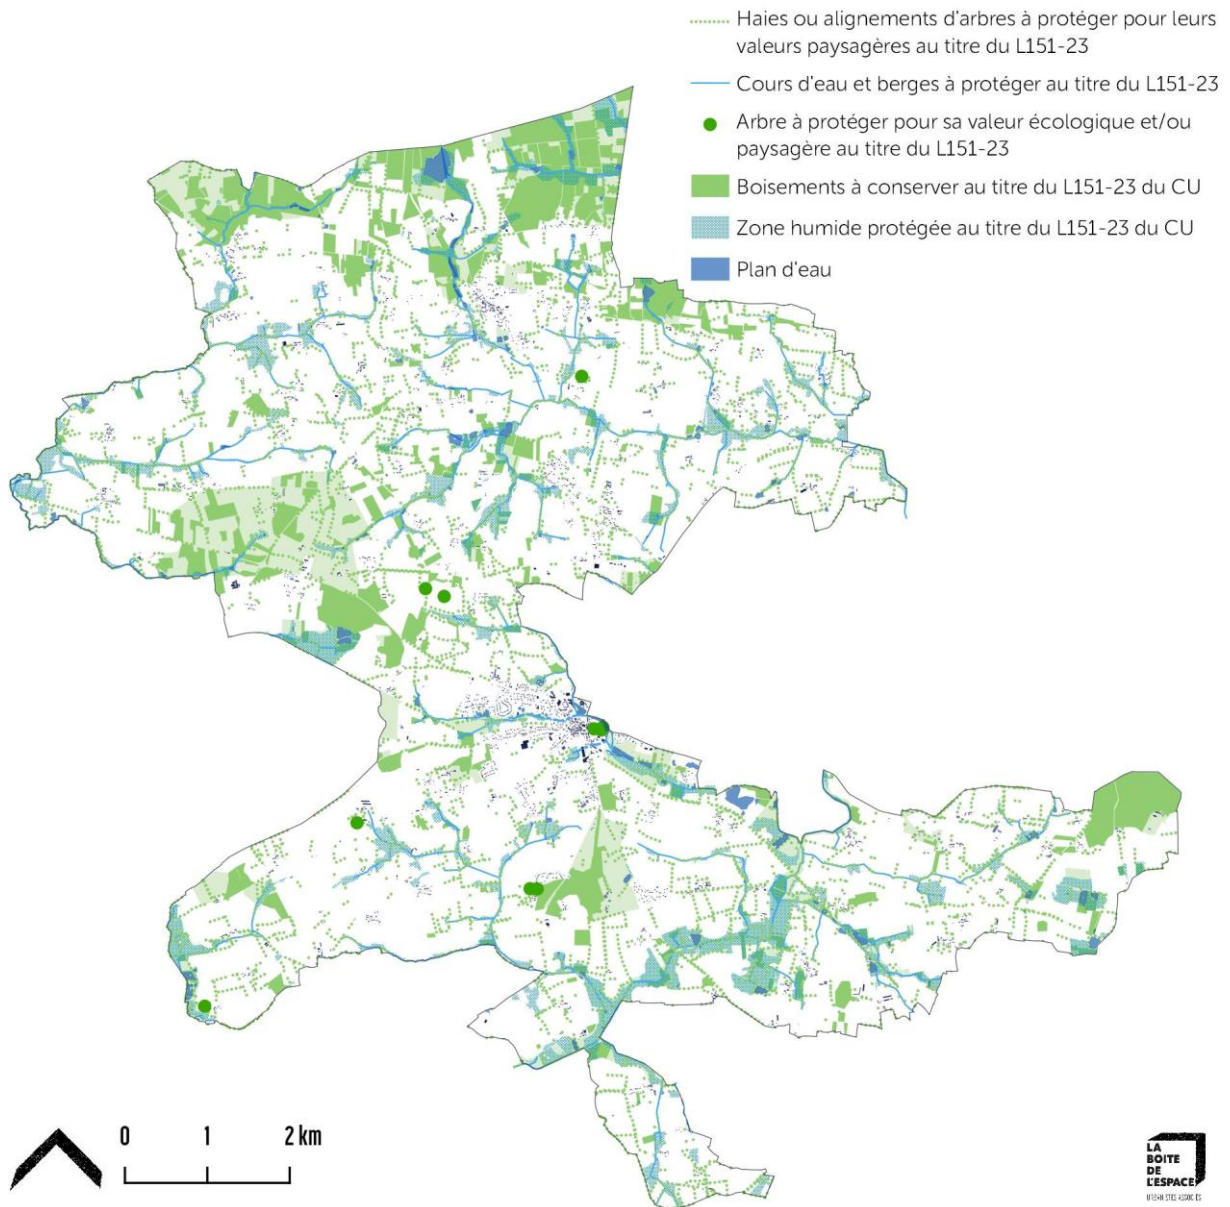 Haies ou alignements d'arbres à protéger pour leurs
valeurs paysagères au titre du L151-23
Cours d'eau et berges à protéger au titre du L151-23
Arbre à protéger pour sa valeur écologique et/ou
paysagère au titre du L151-23
Boisements à conserver au titre du L151-23 du CU
Zone humide protégée au titre du L151-23 du CU
Plan d'eau
0 1 2 km
LA
BOITE
DE
L'ESPACE
URBANISTES ASSOCIÉS